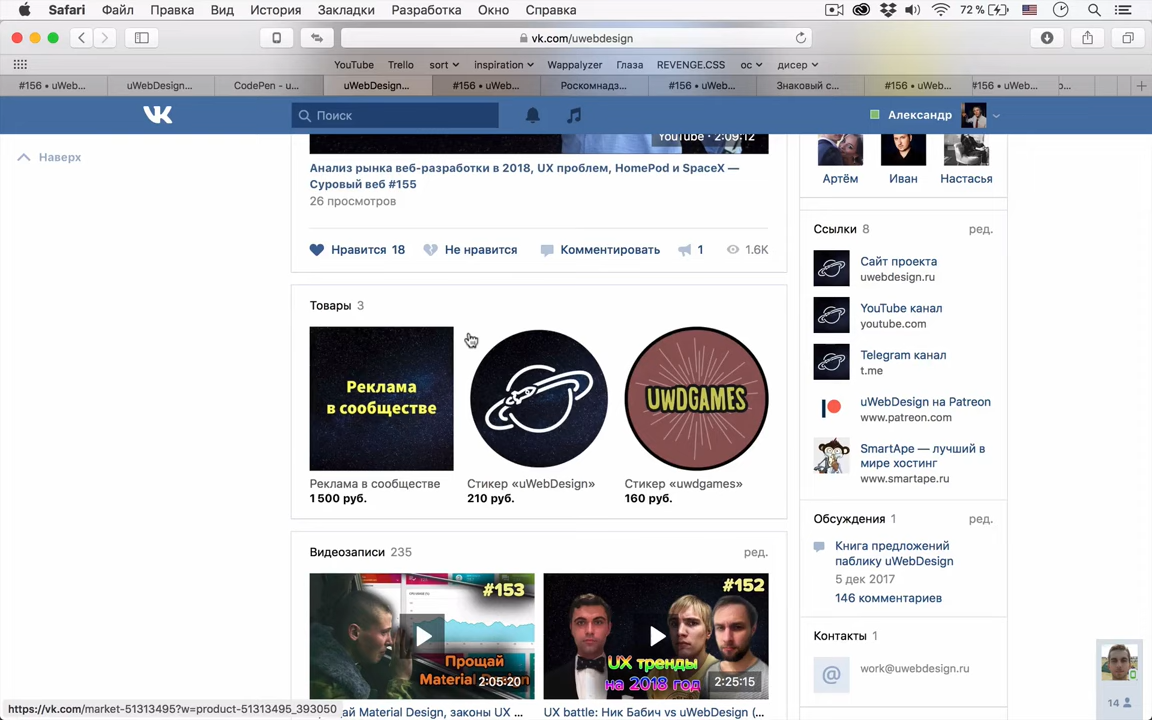 Safari Файл Правка Вид История Закладки Разработка Окно Справка
72 %
vk.com/uwebdesign
YouTube Trello sort inspiration Wappalyzer Глаза REVENGE.CSS ос дисер
#156 • uWeb... uWebDesign... CodePen - u... uWebDesign... #156 • uWeb... Роскомнадз... #156 • uWeb... Знаковый с... #156 • uWeb... #156 • uWeb...
Поиск
Александр
Наверх
YouTube · 2:09:12
Анализ рынка веб-разработки в 2018, UX проблем, HomePod и SpaceX —
Суровый веб #155
26 просмотров
Нравится 18 Не нравится Комментировать 1 1.6K
Товары 3
Реклама
в сообществе
UWDGAMES
Реклама в сообществе
1 500 руб.
Стикер «uWebDesign»
210 руб.
Стикер «uwdgames»
160 руб.
Видеозаписи 235
ред.
#153
Прощай
Material
2:05:20
#152
UX тренды
на 2018 год
2:25:15
ай Material Design, законы UX ...
UX battle: Ник Бабич vs uWebDesign (...
Артём Иван Настасья
Ссылки 8
ред.
Сайт проекта
uwebdesign.ru
YouTube канал
youtube.com
Telegram канал
t.me
uWebDesign на Patreon
www.patreon.com
SmartApe — лучший в
мире хостинг
www.smartape.ru
Обсуждения 1
ред.
Книга предложений
паблику uWebDesign
5 дек 2017
146 комментариев
Контакты 1
@
work@uwebdesign.ru
14
https://vk.com/market-51313495?w=product-51313495_393050